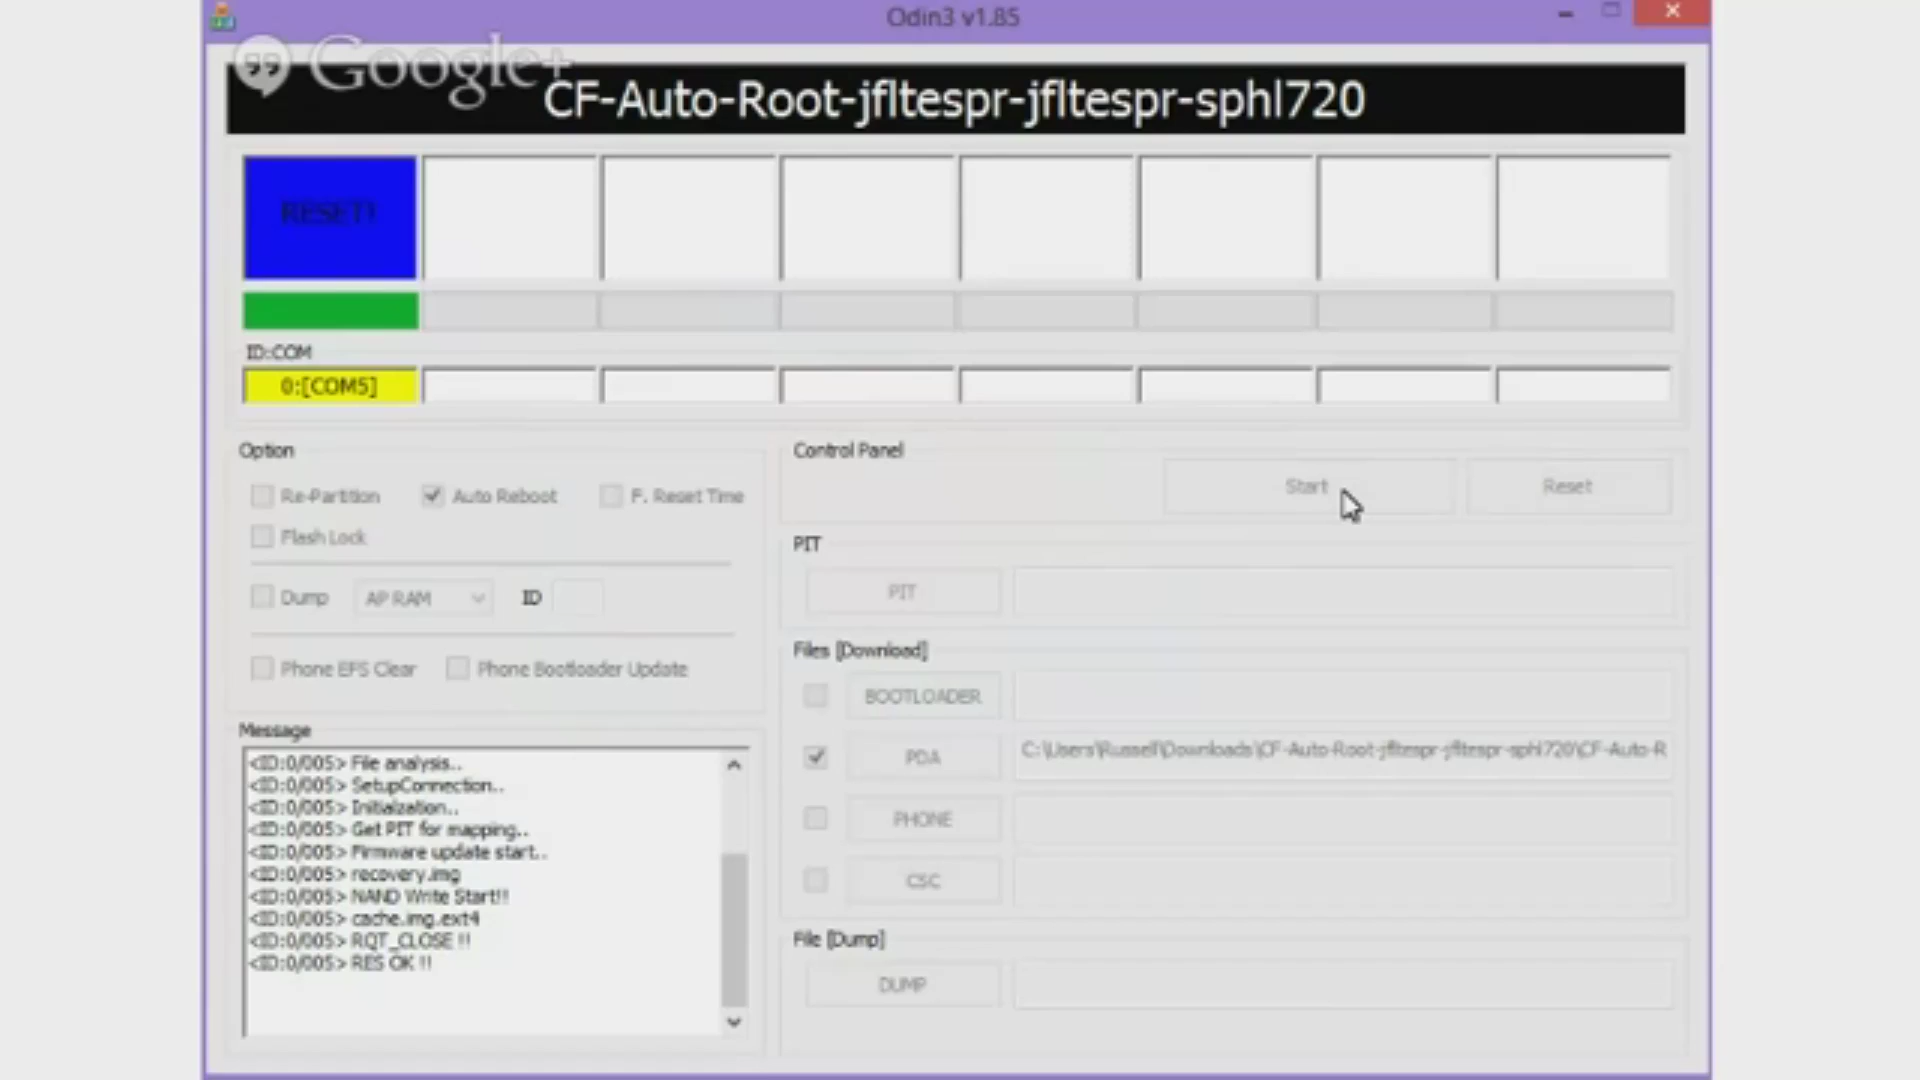 Odin3 v1.85
Google+
CF-Auto-Root-jfltespr-jfltespr-sphl720
RESET!
ID:COM
0:[COM5]
Option
Re-Partition
Auto Reboot
F. Reset Time
Flash Lock
Dump
AP RAM
ID
Phone EFS Clear
Phone Bootloader Update
Message
<ID:0/005> File analysis..
<ID:0/005> SetupConnection..
<ID:0/005> Initialzation..
<ID:0/005> Get PIT for mapping..
<ID:0/005> Firmware update start..
<ID:0/005> recovery.img
<ID:0/005> NAND Write Start!!
<ID:0/005> cache.img.ext4
<ID:0/005> RQT_CLOSE !!
<ID:0/005> RES OK !!
Control Panel
Start
Reset
PIT
PIT
Files [Download]
BOOTLOADER
PDA
C:\Users\Russell\Downloads\CF-Auto-Root-jfltespr-jfltespr-sphl720\CF-Auto-R
PHONE
CSC
File [Dump]
DUMP